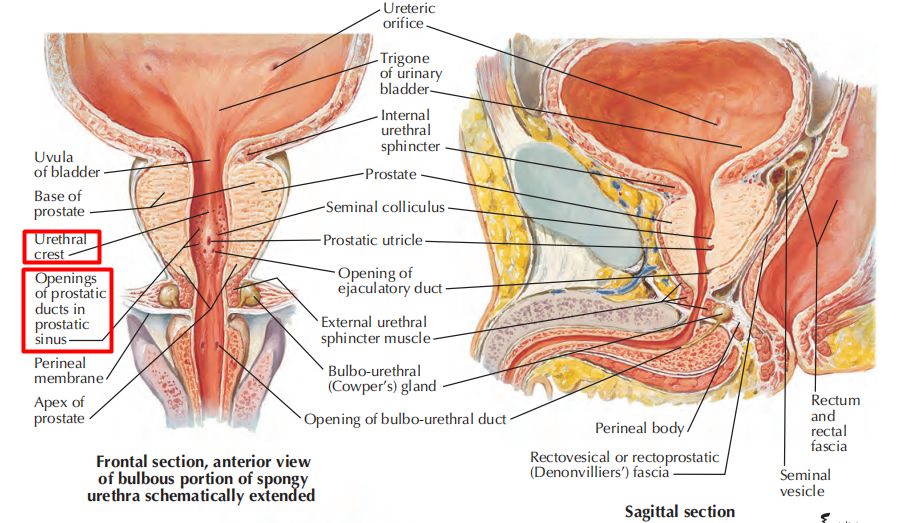 Ureteric
orifice
Trigone
of urinary
bladder
Internal
urethral
sphincter
Uvula
of bladder
Prostate
Base of
prostate
Seminal colliculus
Urethral
crest
Prostatic utricle
Openings
of prostatic
ducts in
prostatic
sinus
Opening of
ejaculatory duct
External urethral
sphincter muscle
Perineal
membrane
Bulbo-urethral
(Cowper's) gland
Apex of
prostate
Opening of bulbo-urethral duct
Perineal body
Rectum
and
rectal
fascia
Rectovesical or rectoprostatic
(Denonvilliers') fascia
Seminal
vesicle
Frontal section, anterior view
of bulbous portion of spongy
urethra schematically extended
Sagittal section